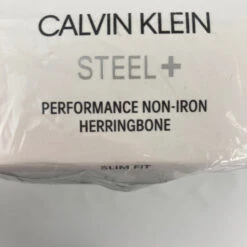 CALVIN KLEIN
STEEL+
PERFORMANCE NON-IRON
HERRINGBONE
SLIM FIT